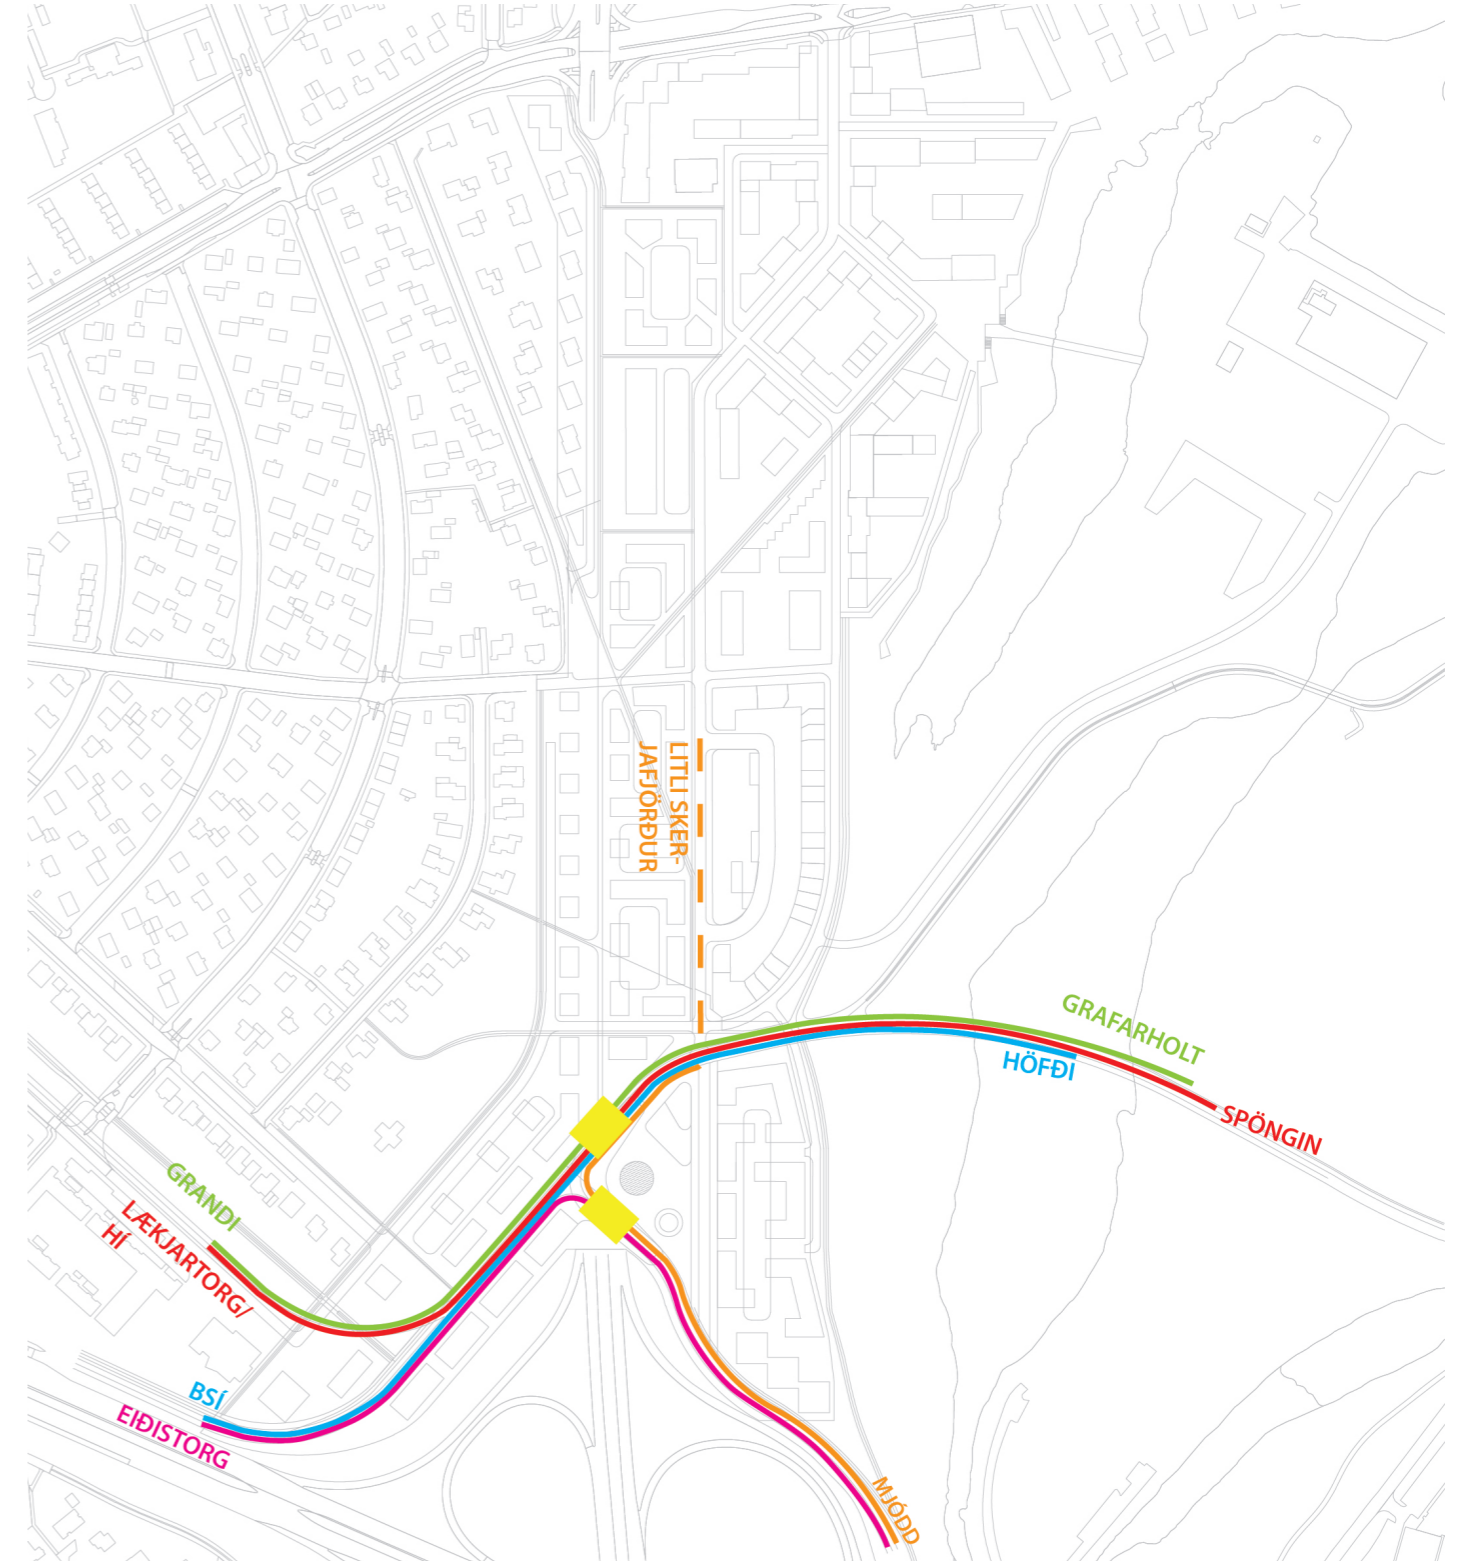 LITLI SKER-
JAFJÖRÐUR
GRAFARHOLT
HÖFÐI
SPÖNGIN
GRANDI
LÆKJARTORG/
HÍ
BSÍ
EIÐISTORG
MJÓDD